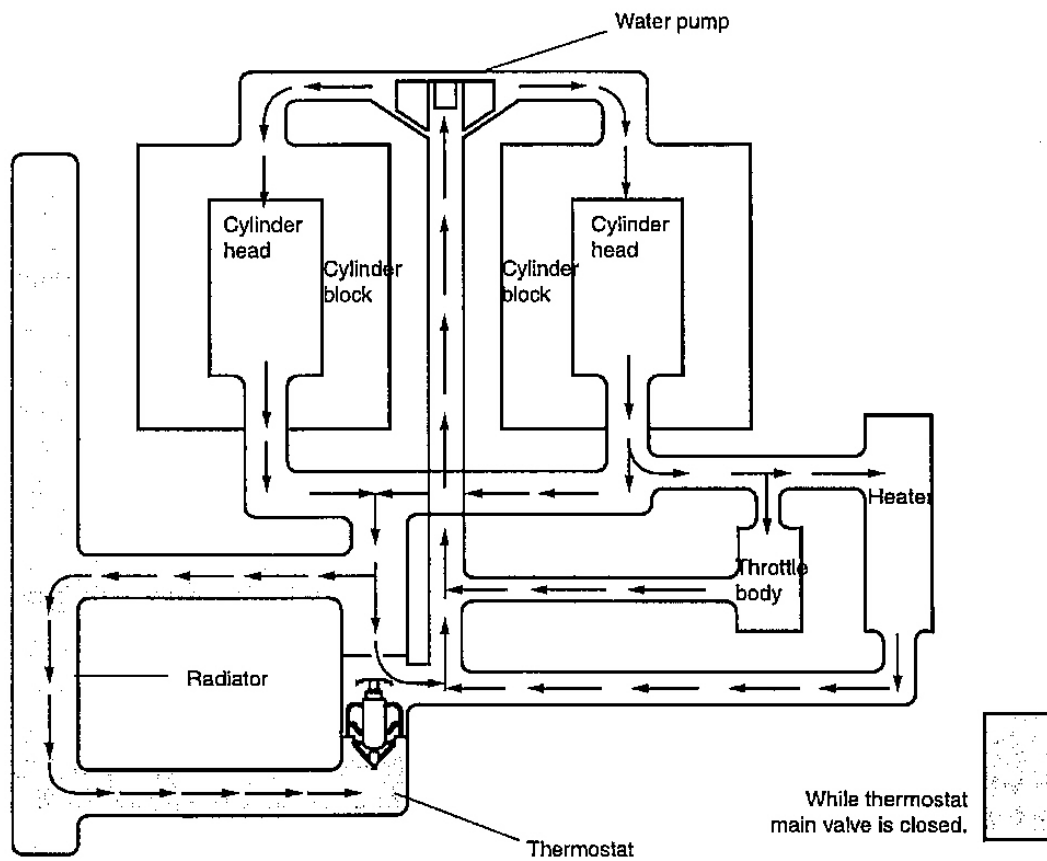 Water pump
Cylinder
head
Cylinder
block
Cylinder
head
Cylinder
block
Heater
Throttle
body
Radiator
While thermostat
main valve is closed.
Thermostat